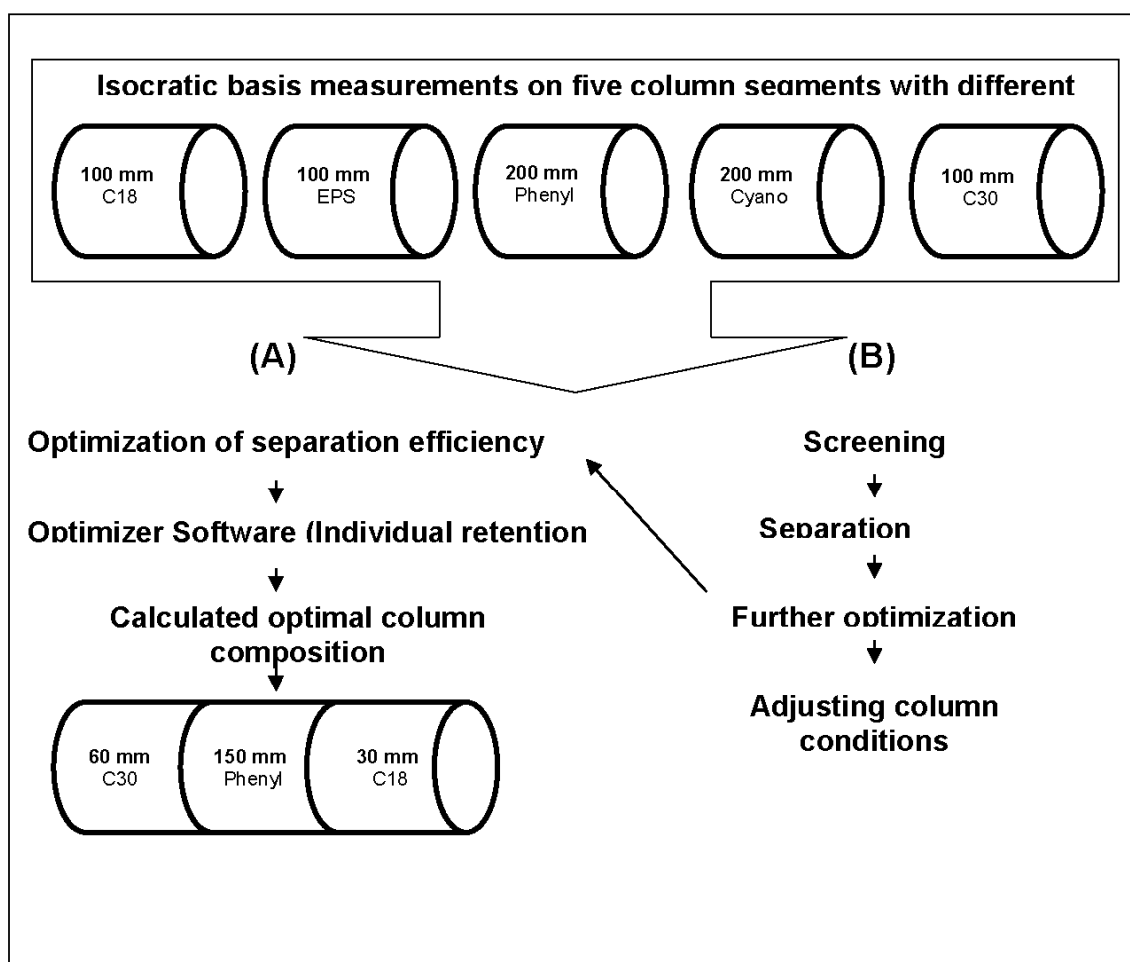 Isocratic basis measurements on five column segments with different
100 mm
C18
100 mm
EPS
200 mm
Phenyl
200 mm
Cyano
100 mm
C30
(A)
(B)
Optimization of separation efficiency
Optimizer Software (Individual retention
Calculated optimal column
composition
60 mm
C30
150 mm
Phenyl
30 mm
C18
Screening
Separation
Further optimization
Adjusting column
conditions